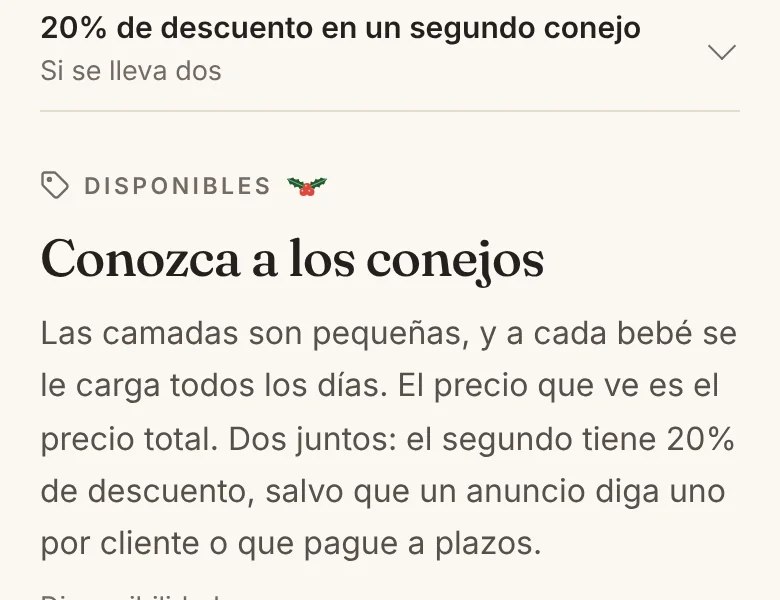 20% de descuento en un segundo conejo
Si se lleva dos
DISPONIBLES
Conozca a los conejos
Las camadas son pequeñas, y a cada bebé se
le carga todos los días. El precio que ve es el
precio total. Dos juntos: el segundo tiene 20%
de descuento, salvo que un anuncio diga uno
por cliente o que pague a plazos.